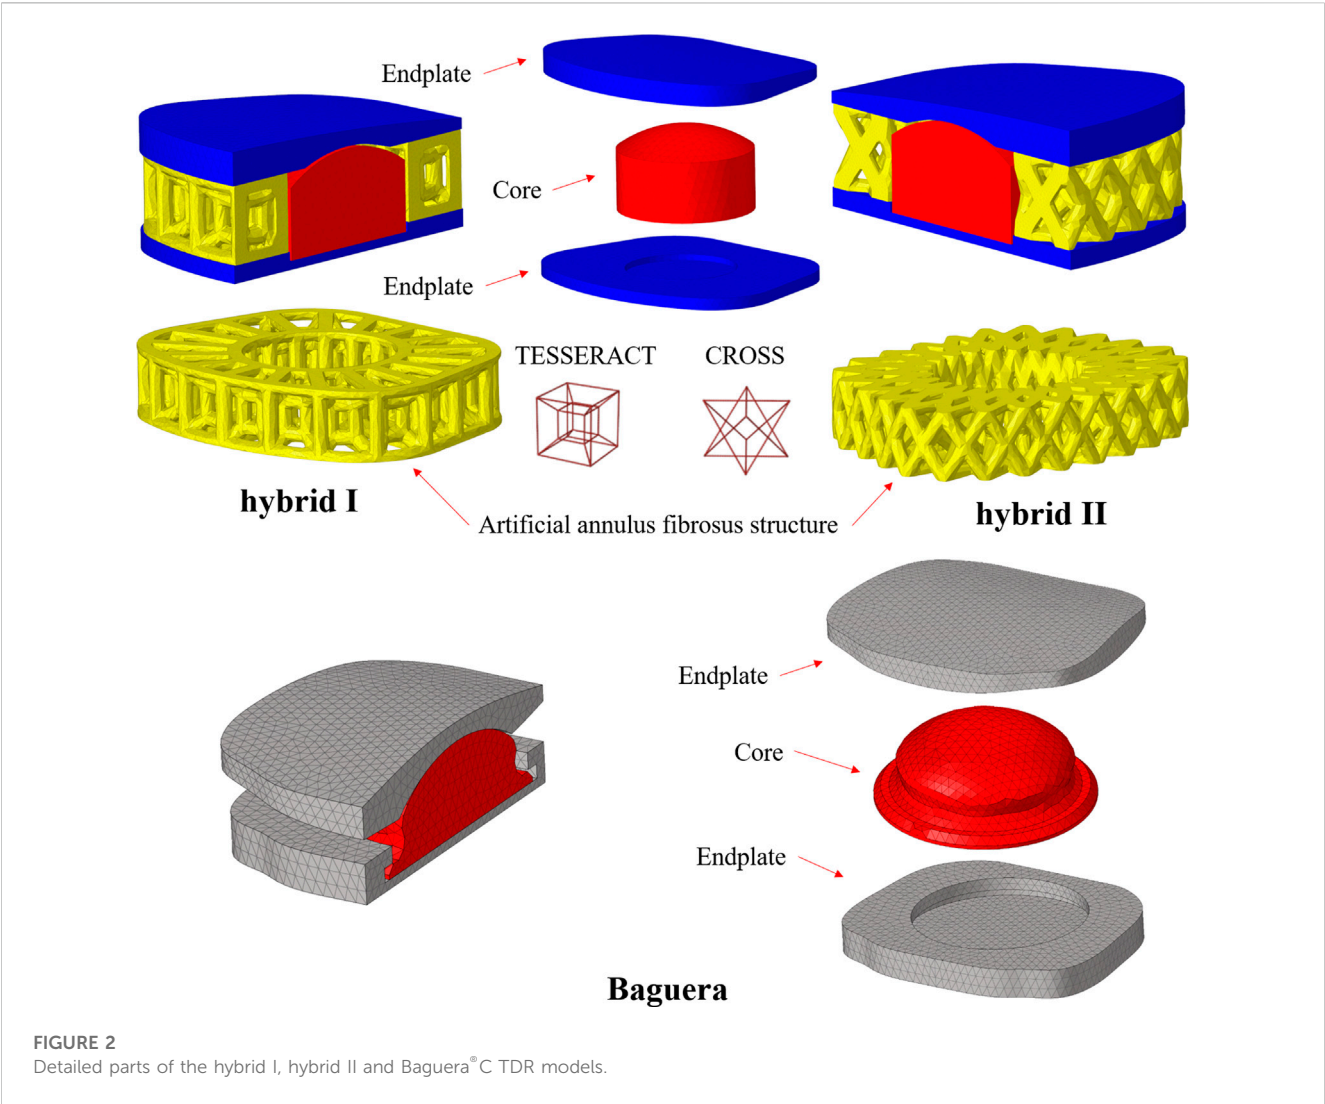 Endplate
Core
Endplate
TESSERACT
CROSS
hybrid I
Artificial annulus fibrosus structure
hybrid II
Endplate
Core
Endplate
Baguera
FIGURE 2
Detailed parts of the hybrid I, hybrid II and Baguera®C TDR models.